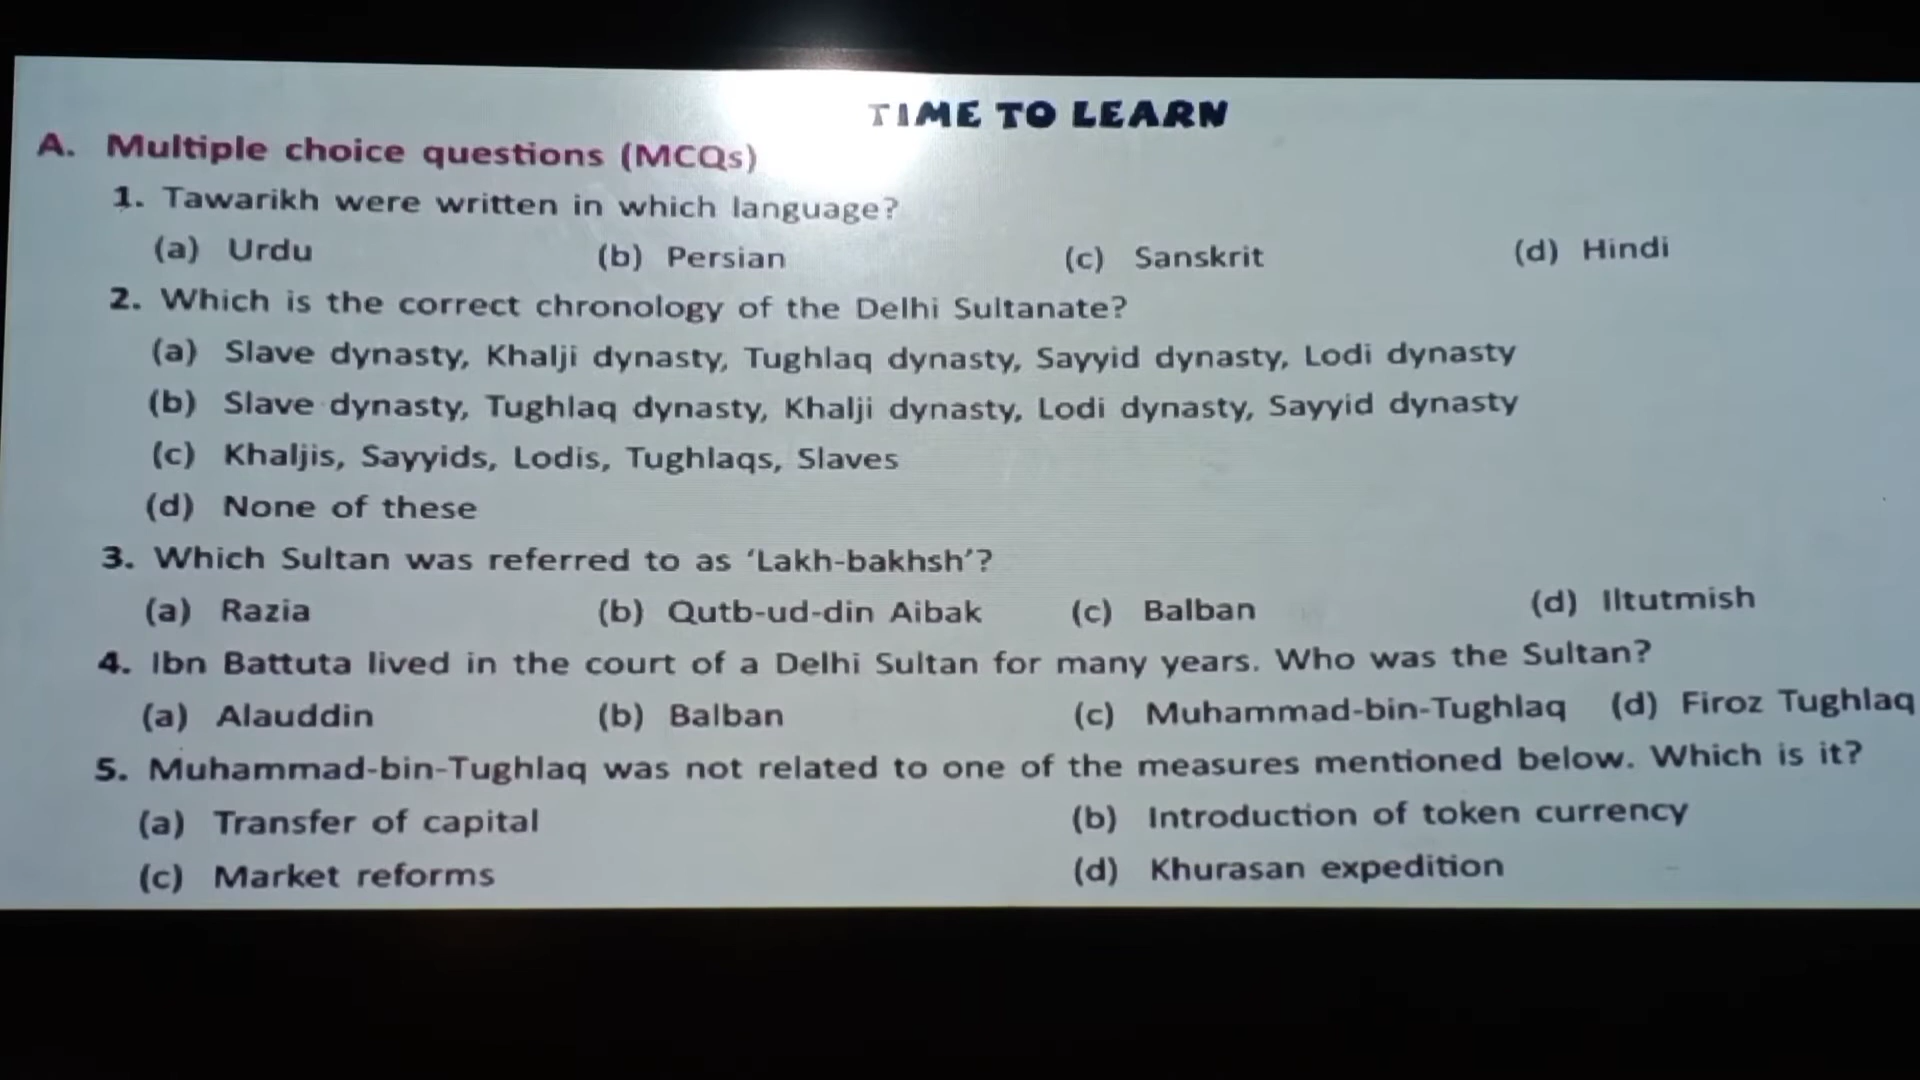 TIME TO LEARN
A. Multiple choice questions (MCQs)
1. Tawarikh were written in which language?
(a) Urdu (b) Persian (c) Sanskrit (d) Hindi
2. Which is the correct chronology of the Delhi Sultanate?
(a) Slave dynasty, Khalji dynasty, Tughlaq dynasty, Sayyid dynasty, Lodi dynasty
(b) Slave dynasty, Tughlaq dynasty, Khalji dynasty, Lodi dynasty, Sayyid dynasty
(c) Khaljis, Sayyids, Lodis, Tughlaqs, Slaves
(d) None of these
3. Which Sultan was referred to as ‘Lakh-bakhsh’?
(a) Razia (b) Qutb-ud-din Aibak (c) Balban (d) Iltutmish
4. Ibn Battuta lived in the court of a Delhi Sultan for many years. Who was the Sultan?
(a) Alauddin (b) Balban (c) Muhammad-bin-Tughlaq (d) Firoz Tughlaq
5. Muhammad-bin-Tughlaq was not related to one of the measures mentioned below. Which is it?
(a) Transfer of capital (b) Introduction of token currency
(c) Market reforms (d) Khurasan expedition